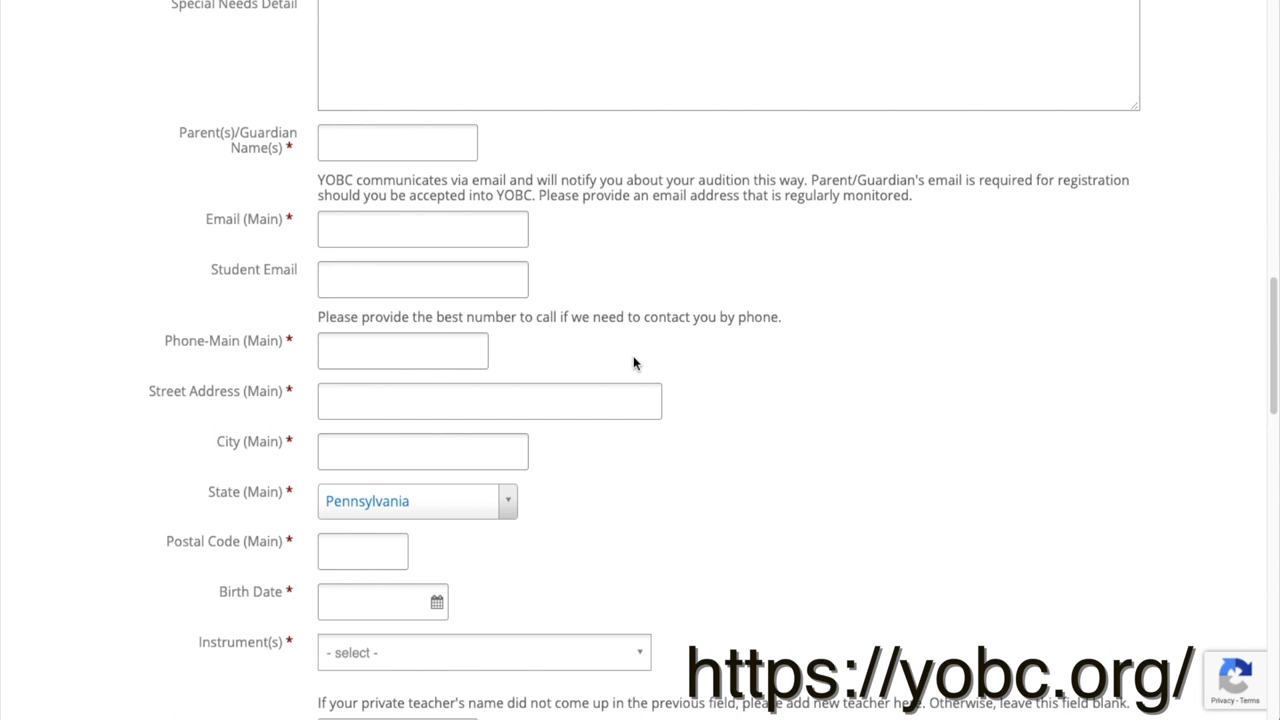 Special Needs Detail
Parent(s)/Guardian
Name(s) *
YOBC communicates via email and will notify you about your audition this way. Parent/Guardian's email is required for registration
should you be accepted into YOBC. Please provide an email address that is regularly monitored.
Email (Main) *
Student Email
Please provide the best number to call if we need to contact you by phone.
Phone-Main (Main) *
Street Address (Main) *
City (Main) *
State (Main) *
Pennsylvania
Postal Code (Main) *
Birth Date *
Instrument(s) *
- select -
https://yobc.org/
Privacy - Terms
If your private teacher's name did not come up in the previous field, please add new teacher here. Otherwise, leave this field blank.